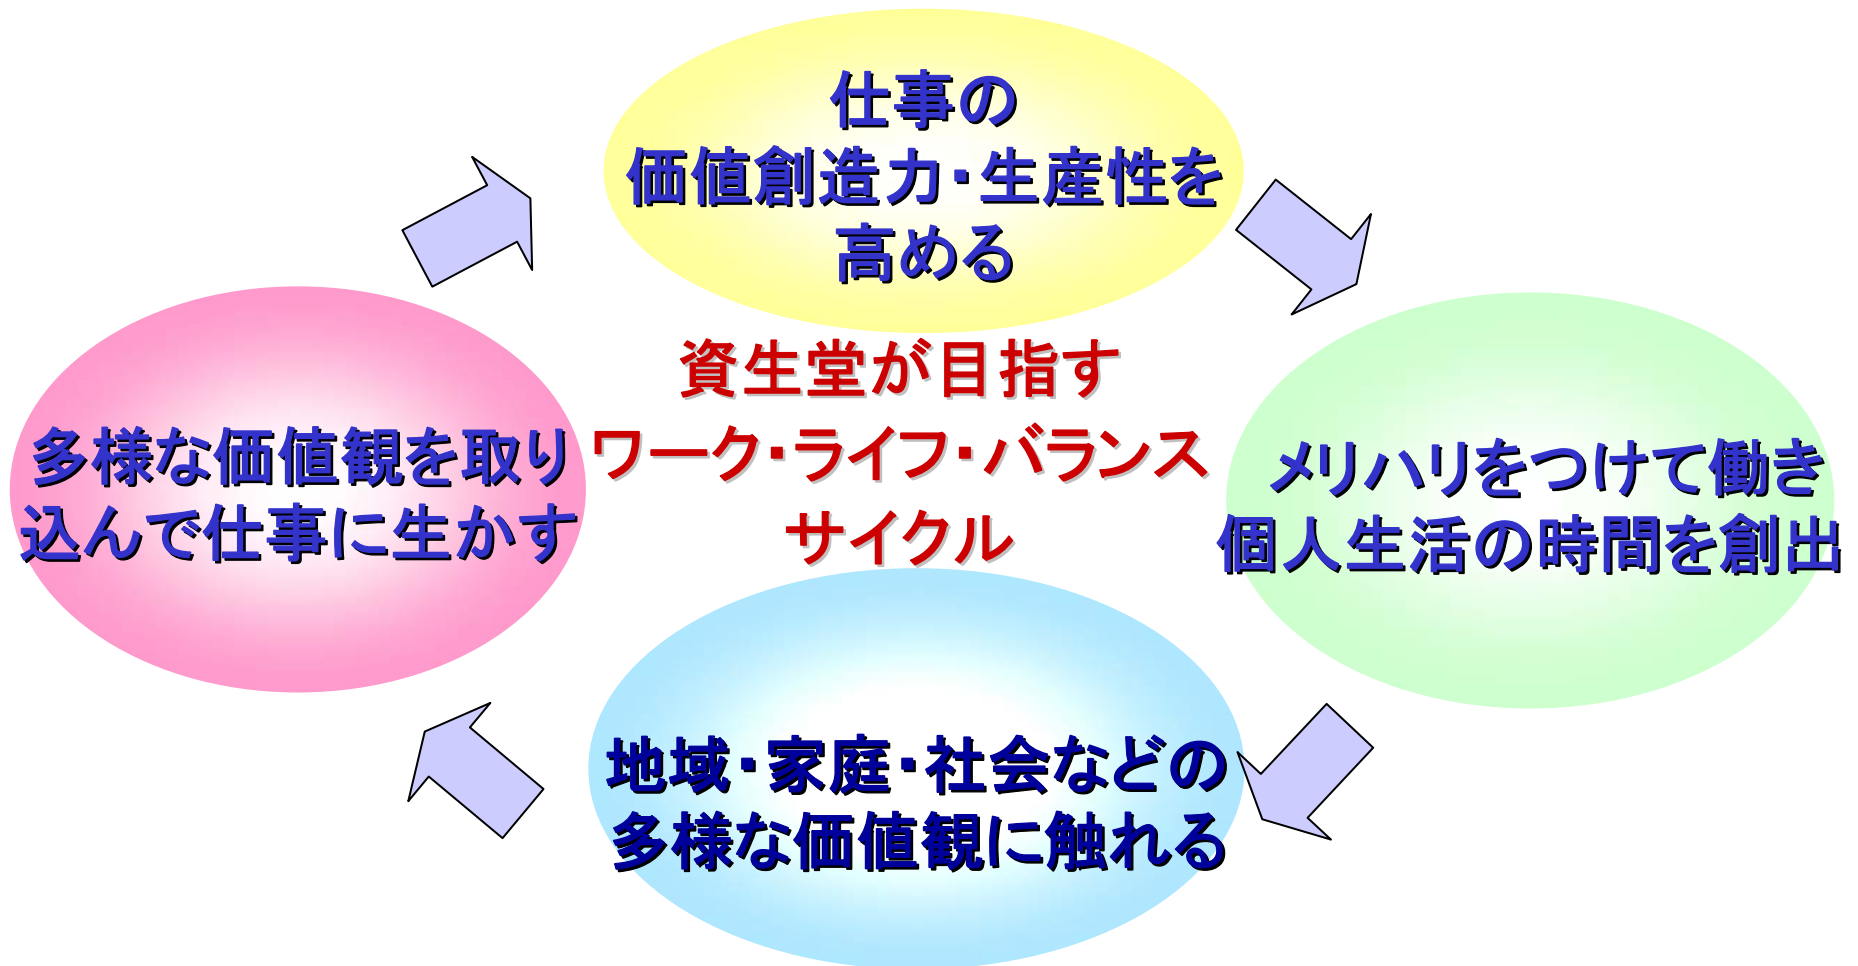 仕事の
価値創造力・生産性を
高める
資生堂が目指す
ワーク・ライフ・バランス
サイクル
多様な価値観を取り
込んで仕事に生かす
メリハリをつけて働き
個人生活の時間を創出
地域・家庭・社会などの
多様な価値観に触れる